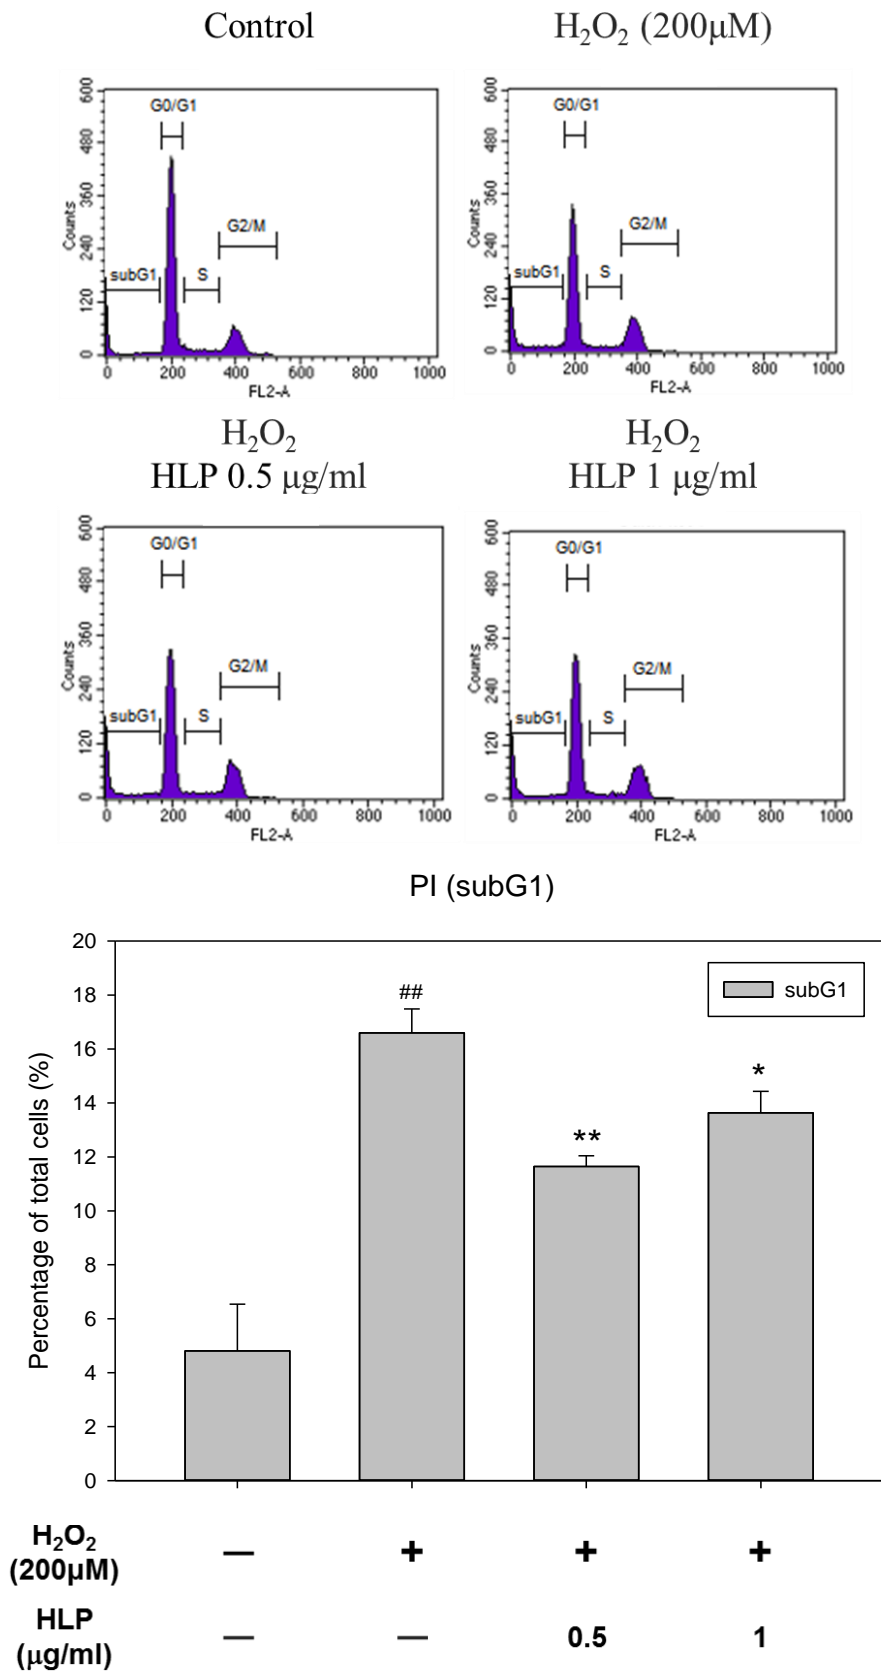 Control
H₂O₂ (200μM)
600
480
360
240
120
0
Counts
G0/G1
G2/M
subG1
S
0 200 400 600 800 1000
FL2-A
600
480
360
240
120
0
Counts
G0/G1
G2/M
subG1
S
0 200 400 600 800 1000
FL2-A
H₂O₂
HLP 0.5 μg/ml
H₂O₂
HLP 1 μg/ml
600
480
360
240
120
0
Counts
G0/G1
G2/M
subG1
S
0 200 400 600 800 1000
FL2-A
600
480
360
240
120
0
Counts
G0/G1
G2/M
subG1
S
0 200 400 600 800 1000
FL2-A
PI (subG1)
Percentage of total cells (%)
20
18
16
14
12
10
8
6
4
2
0
subG1
##
**
*
H₂O₂
(200μM)
— + + +
HLP
(μg/ml)
— — 0.5 1